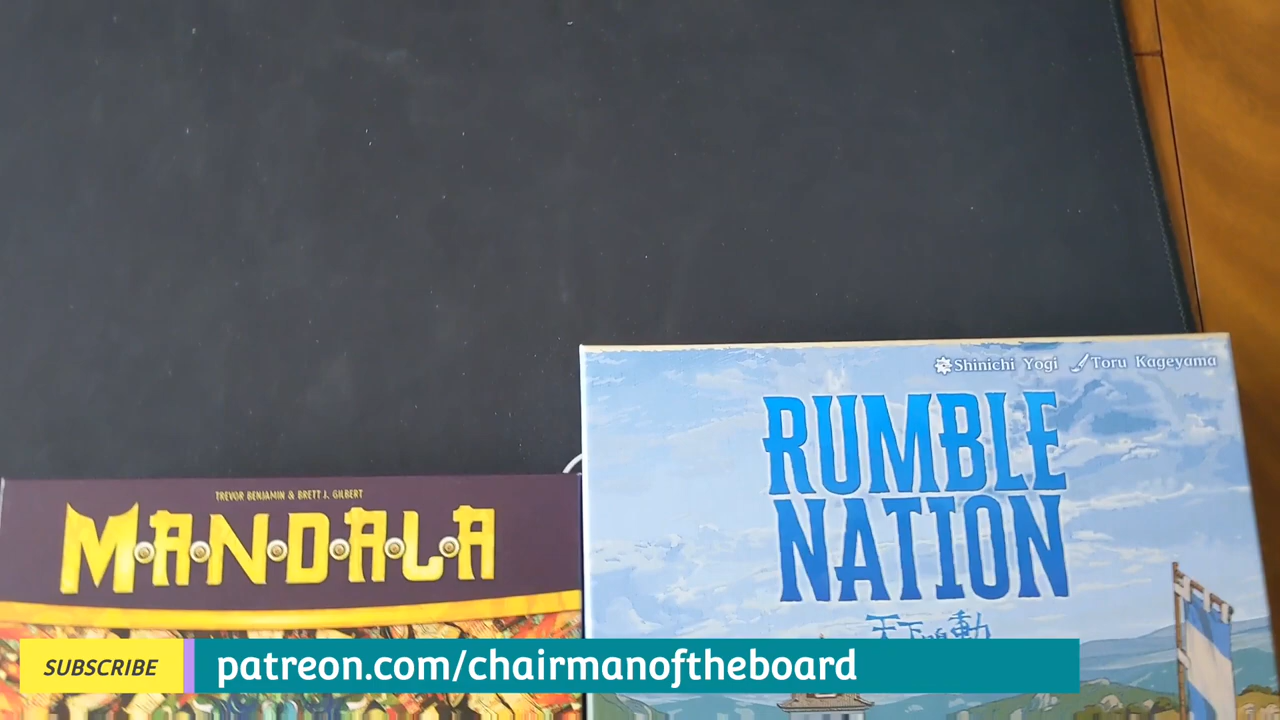 Shinichi Yogi Toru Kageyama
RUMBLE
NATION
TREVOR BENJAMIN & BRETT J. GILBERT
MANDALA
SUBSCRIBE
patreon.com/chairmanoftheboard